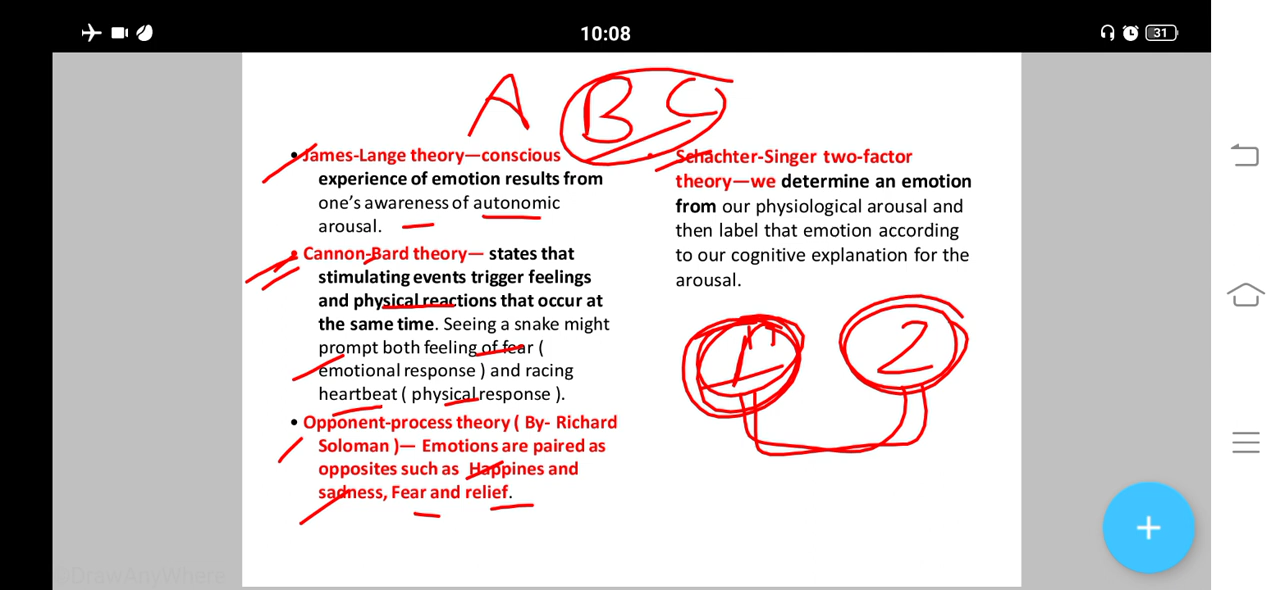 10:08
31
A BC
• James-Lange theory—conscious
experience of emotion results from
one's awareness of autonomic
arousal.
• Cannon-Bard theory— states that
stimulating events trigger feelings
and physical reactions that occur at
the same time. Seeing a snake might
prompt both feeling of fear (
emotional response ) and racing
heartbeat ( physical response ).
• Opponent-process theory ( By- Richard
Soloman )— Emotions are paired as
opposites such as Happines and
sadness, Fear and relief.
• Schachter-Singer two-factor
theory—we determine an emotion
from our physiological arousal and
then label that emotion according
to our cognitive explanation for the
arousal.
2
DrawAnyWhere